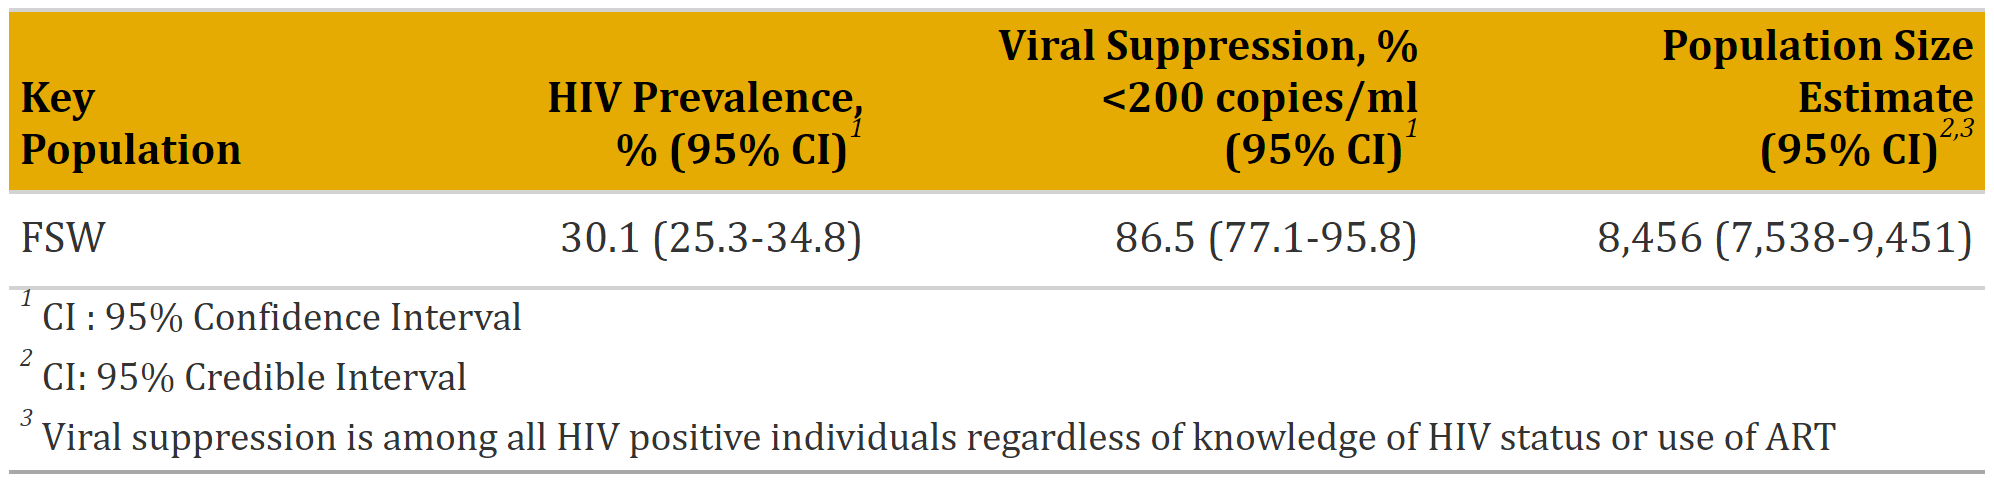 Key Population
HIV Prevalence, % (95% CI)1
Viral Suppression, % <200 copies/ml (95% CI)1
Population Size Estimate (95% CI)2,3
FSW 30.1 (25.3-34.8) 86.5 (77.1-95.8) 8,456 (7,538-9,451)
1 CI : 95% Confidence Interval
2 CI: 95% Credible Interval
3 Viral suppression is among all HIV positive individuals regardless of knowledge of HIV status or use of ART